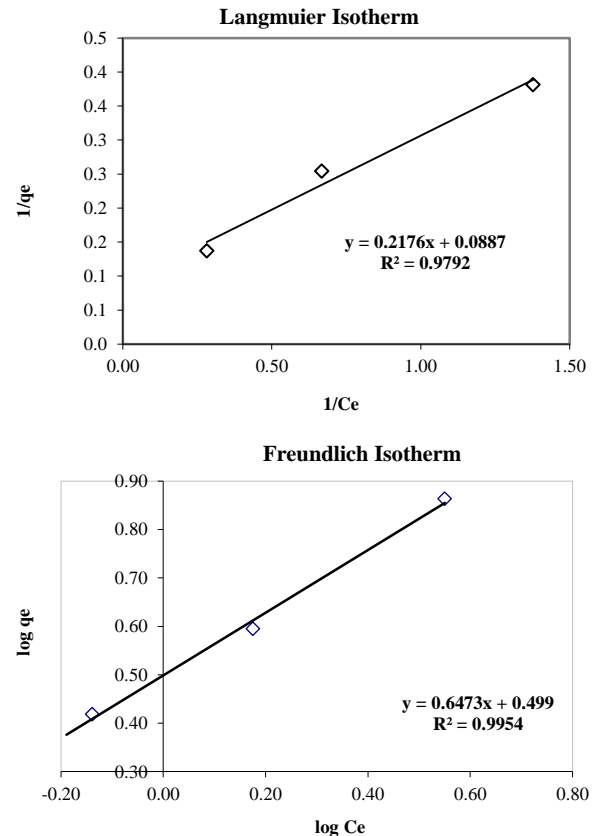 Langmuier Isotherm
0.5
0.4
0.4
0.3
0.3
0.2
0.2
0.1
0.1
0.0
1/qe
y = 0.2176x + 0.0887
R² = 0.9792
0.00 0.50 1.00 1.50
1/Ce
Freundlich Isotherm
0.90
0.80
0.70
0.60
0.50
0.40
0.30
log qe
y = 0.6473x + 0.499
R² = 0.9954
-0.20 0.00 0.20 0.40 0.60 0.80
log Ce